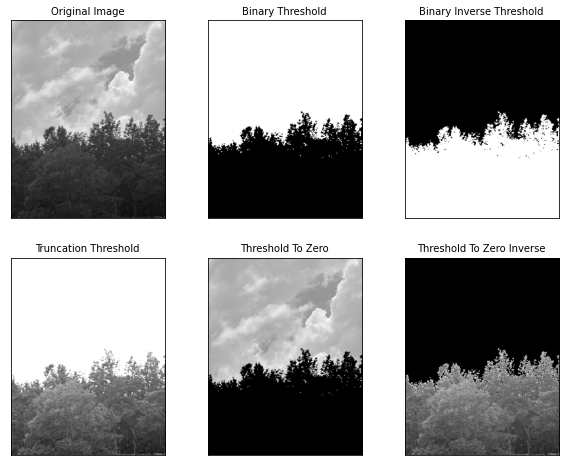 Original Image
Binary Threshold
Binary Inverse Threshold
Truncation Threshold
Threshold To Zero
Threshold To Zero Inverse